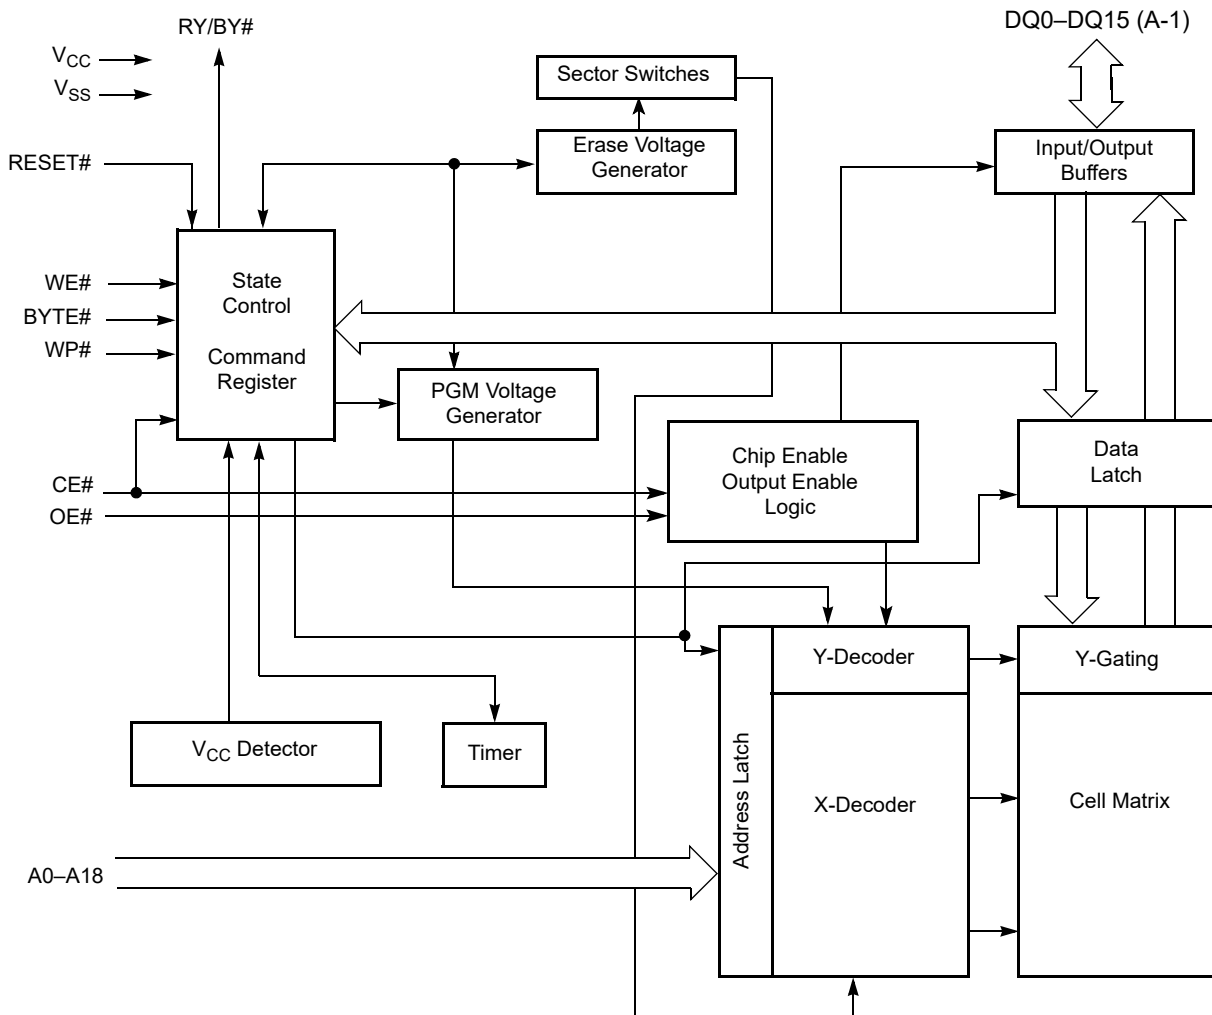 RY/BY#
DQ0–DQ15 (A-1)
VCC
VSS
Sector Switches
Erase Voltage
Generator
Input/Output
Buffers
RESET#
WE#
BYTE#
WP#
State
Control
Command
Register
PGM Voltage
Generator
CE#
OE#
Chip Enable
Output Enable
Logic
Data
Latch
Y-Decoder
Y-Gating
VCC Detector
Timer
Address Latch
X-Decoder
Cell Matrix
A0–A18